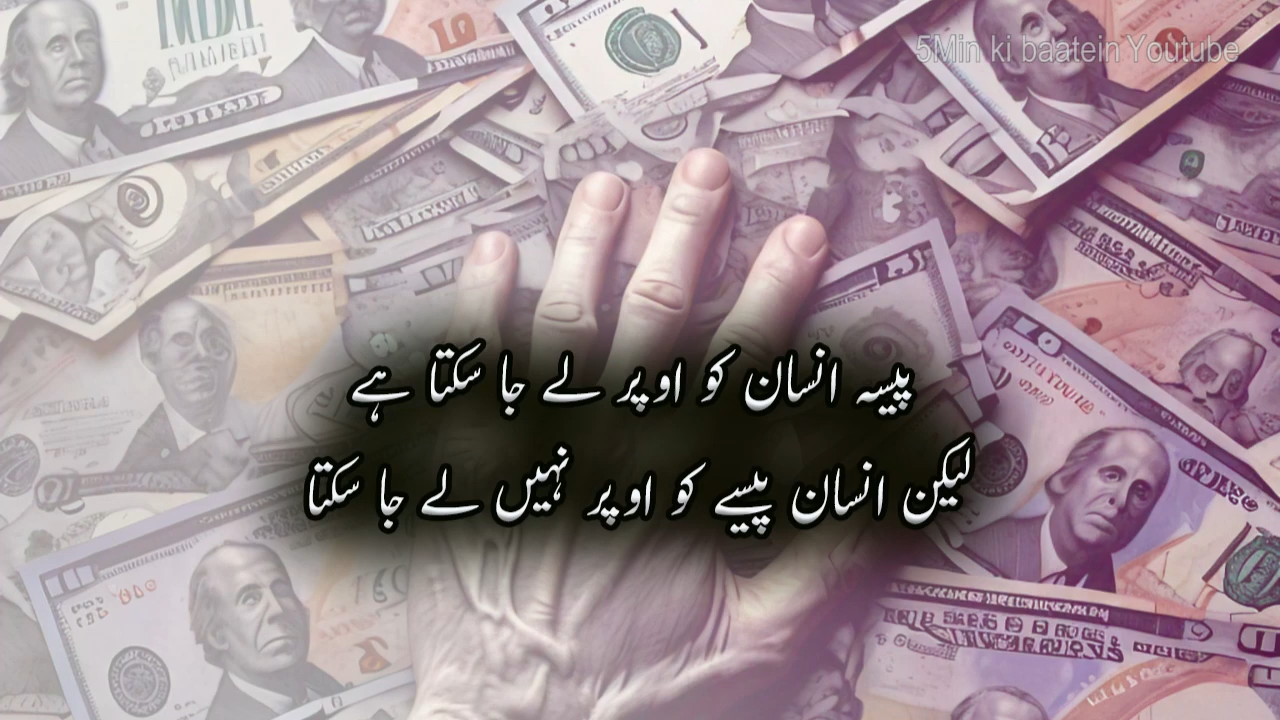 5Min ki baatein Youtube
پیسہ انسان کو اوپر لے جا سکتا ہے
لیکن انسان پیسے کو اوپر نہیں لے جا سکتا